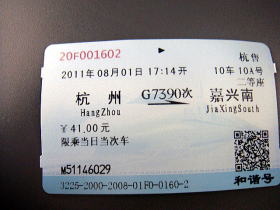 20F001602 杭售
2011年08月01日17:14开 10车10A号
二等座
杭州 G7390次 嘉兴南
HangZhou JiaXingSouth
¥41.00元
限乘当日当次车
M51146029
和谐号
3225-2000-2008-01F0-0160-2